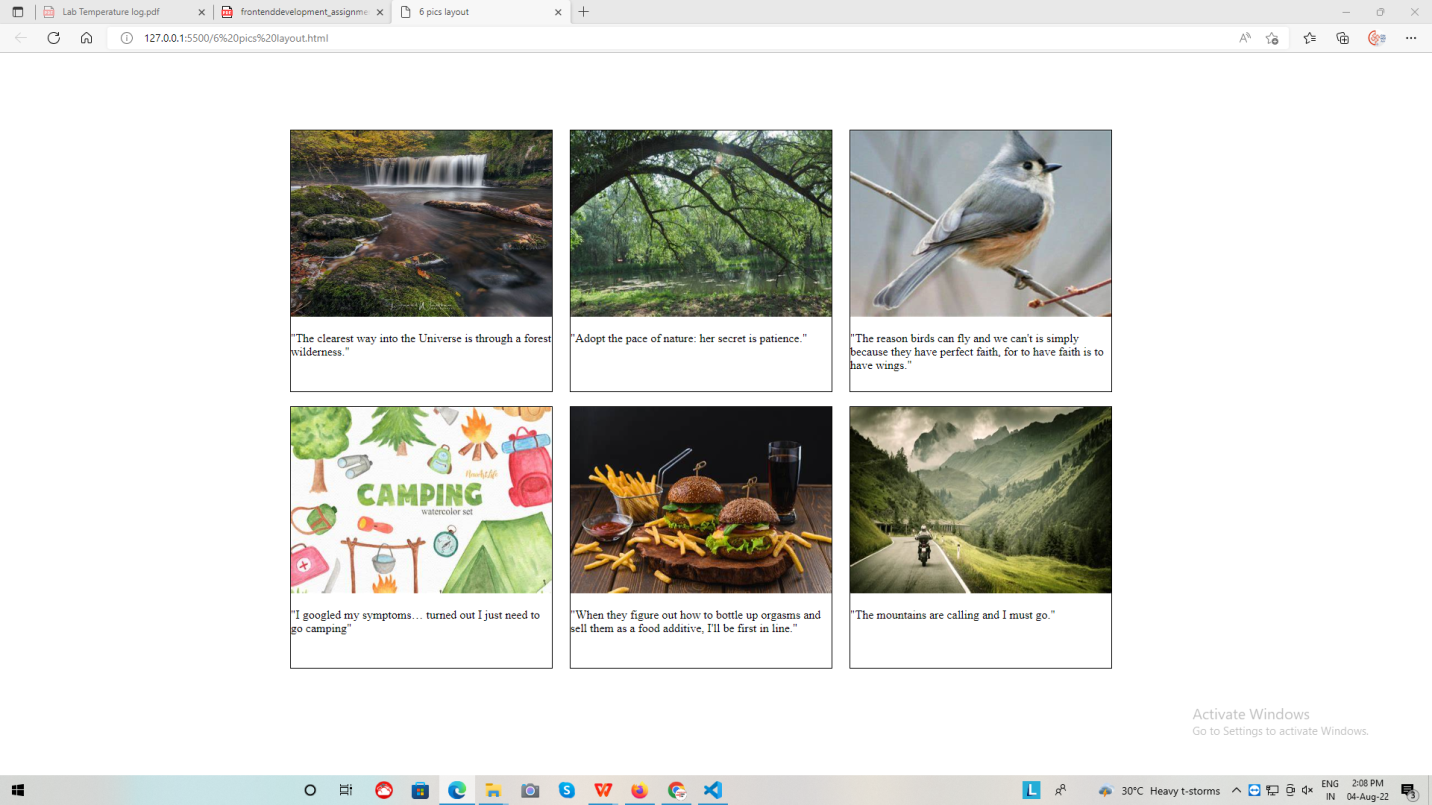 Lab Temperature log.pdf
frontenddevelopment_assignme
6 pics layout
127.0.0.1:5500/6%20pics%20layout.html
"The clearest way into the Universe is through a forest
wilderness."
"Adopt the pace of nature: her secret is patience."
"The reason birds can fly and we can't is simply
because they have perfect faith, for to have faith is to
have wings."
CAMPING
watercolor set
"I googled my symptoms… turned out I just need to
go camping"
"When they figure out how to bottle up orgasms and
sell them as a food additive, I'll be first in line."
"The mountains are calling and I must go."
Activate Windows
Go to Settings to activate Windows.
30°C Heavy t-storms
ENG
IN
2:08 PM
04-Aug-22
3